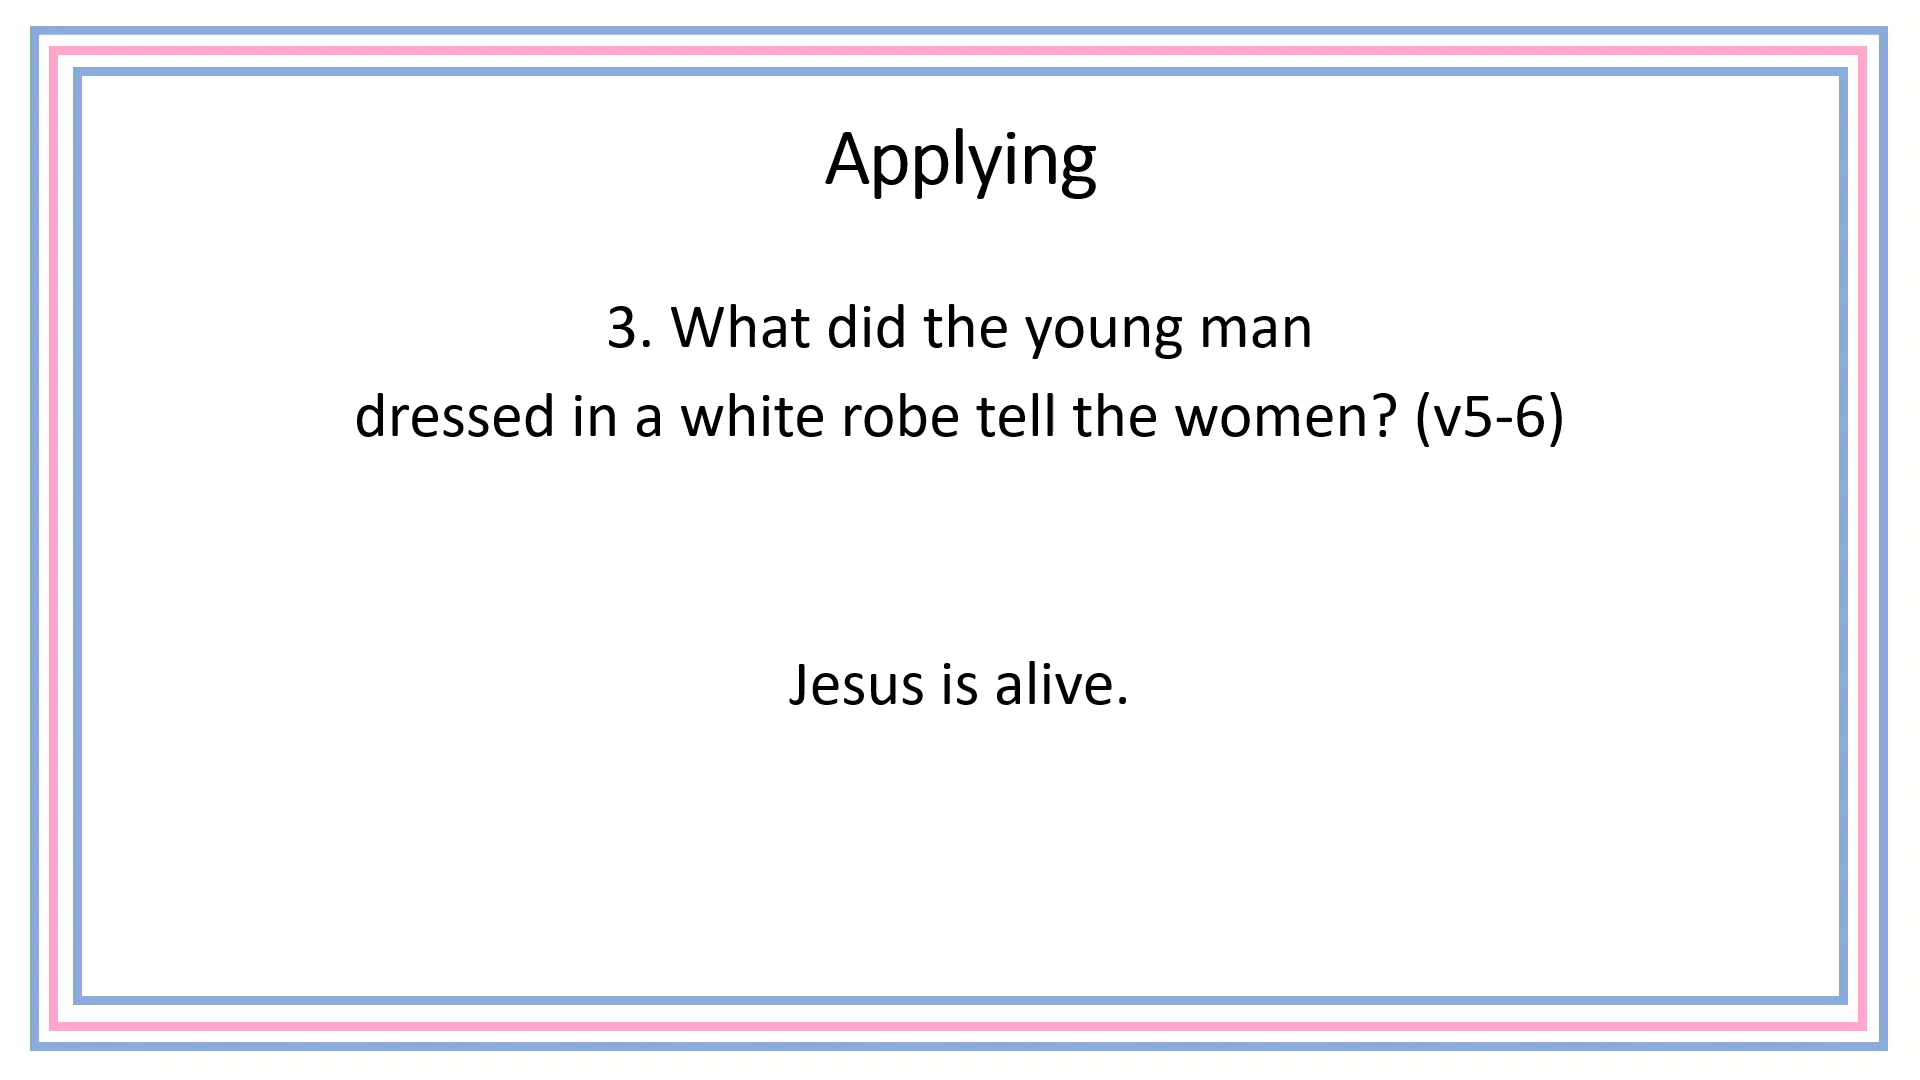 Applying
3. What did the young man
dressed in a white robe tell the women? (v5-6)
Jesus is alive.